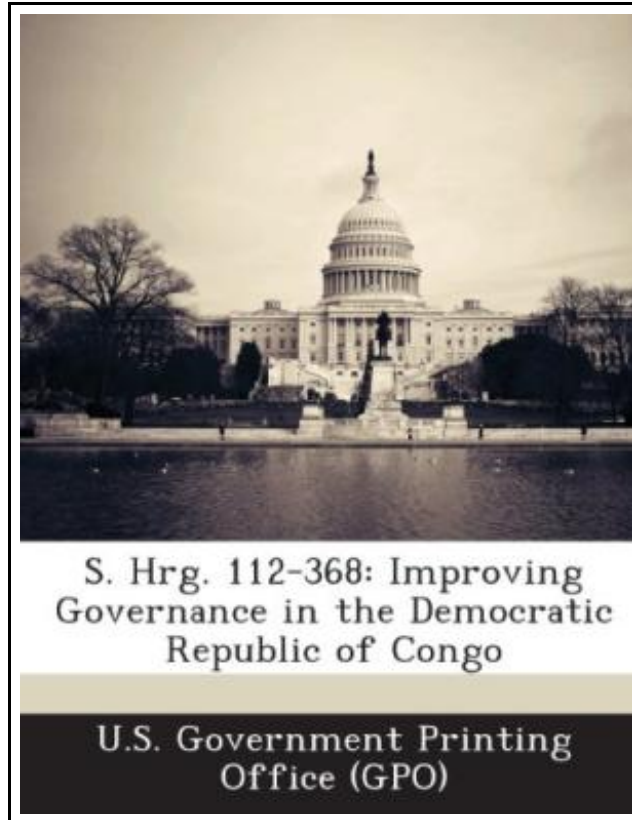 S. Hrg. 112-368: Improving
Governance in the Democratic
Republic of Congo
U.S. Government Printing
Office (GPO)